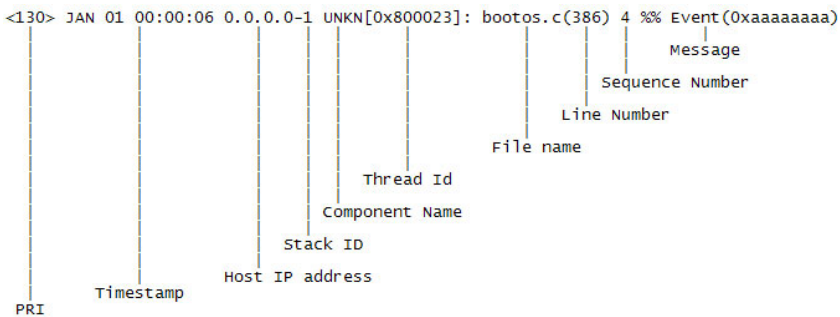 <130> JAN 01 00:00:06 0.0.0.0-1 UNKN[0x800023]: bootos.c(386) 4 %% Event(0xaaaaaaaa)
Message
Sequence Number
Line Number
File name
Thread Id
Component Name
Stack ID
Host IP address
Timestamp
PRI